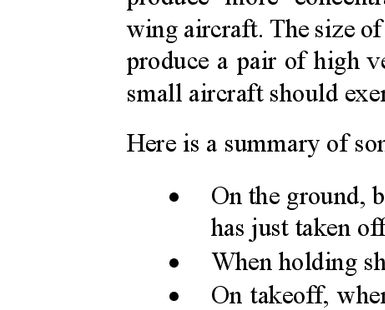 produce more concentr
wing aircraft. The size of
produce a pair of high ve
small aircraft should exer
Here is a summary of son
• On the ground, b
has just taken off
• When holding sh
• On takeoff, when